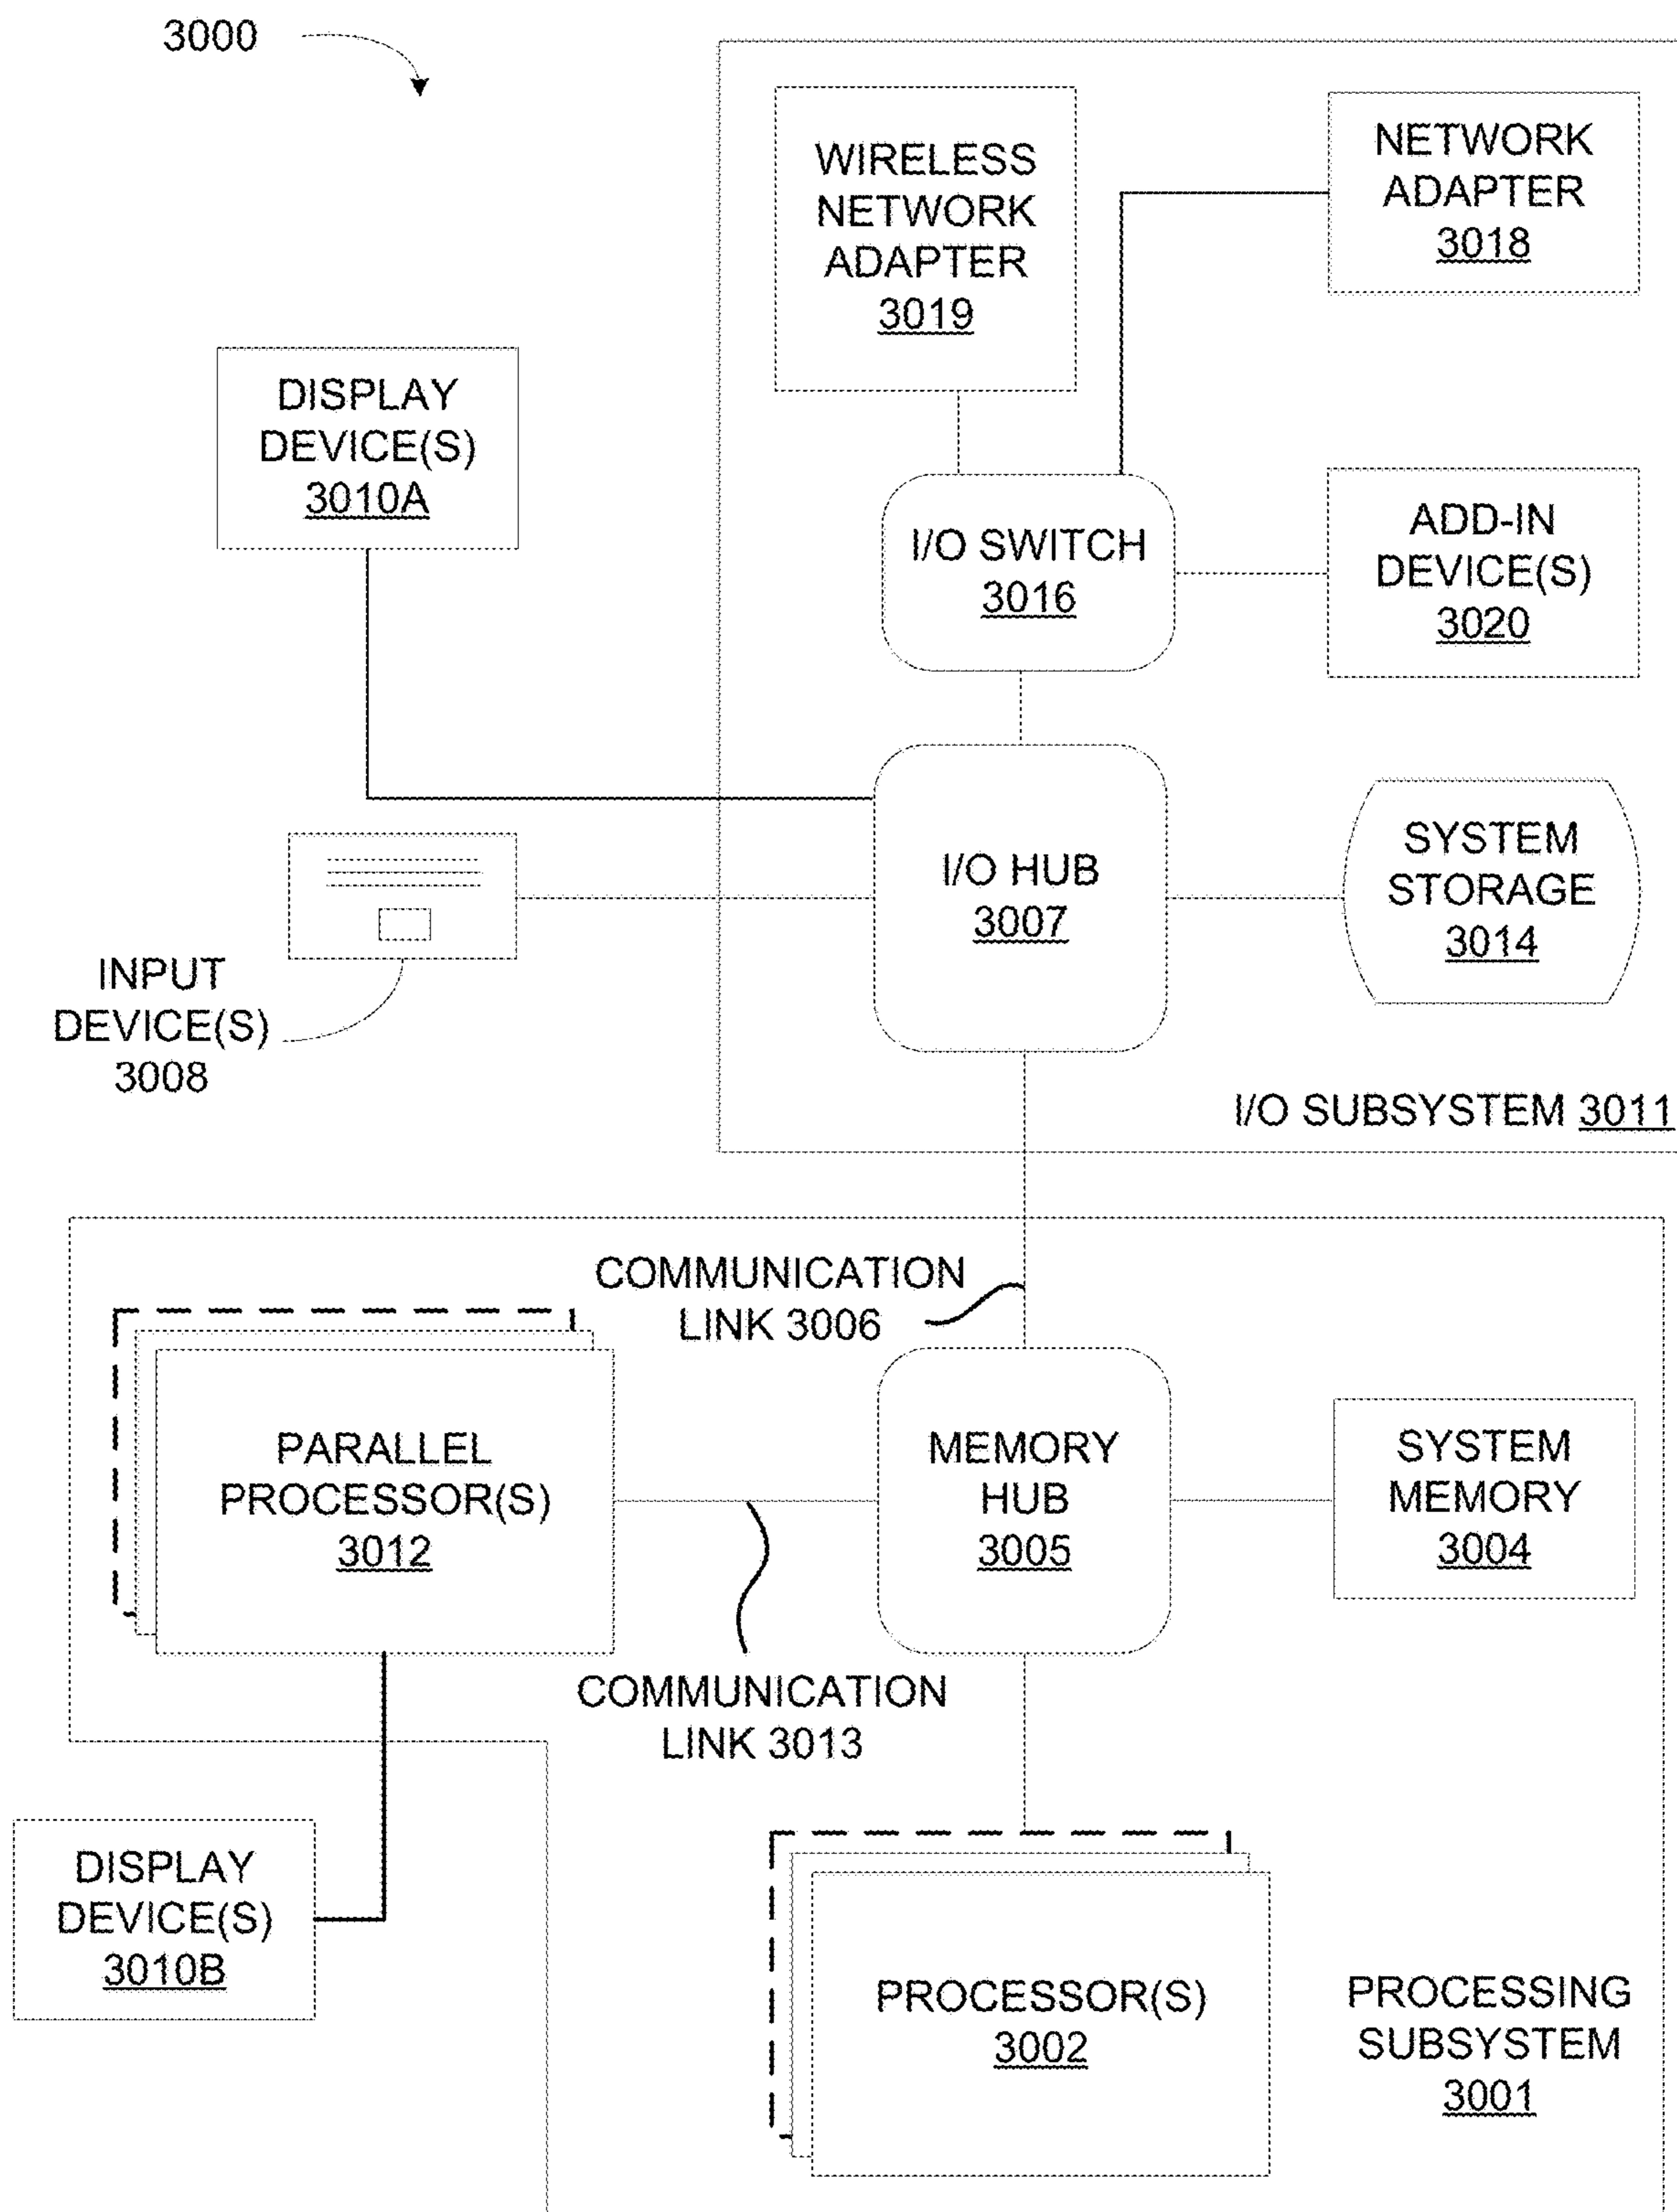 3000
WIRELESS
NETWORK
ADAPTER
3019
NETWORK
ADAPTER
3018
DISPLAY
DEVICE(S)
3010A
I/O SWITCH
3016
ADD-IN
DEVICE(S)
3020
I/O HUB
3007
SYSTEM
STORAGE
3014
INPUT
DEVICE(S)
3008
I/O SUBSYSTEM 3011
COMMUNICATION
LINK 3006
PARALLEL
PROCESSOR(S)
3012
MEMORY
HUB
3005
SYSTEM
MEMORY
3004
COMMUNICATION
LINK 3013
DISPLAY
DEVICE(S)
3010B
PROCESSOR(S)
3002
PROCESSING
SUBSYSTEM
3001